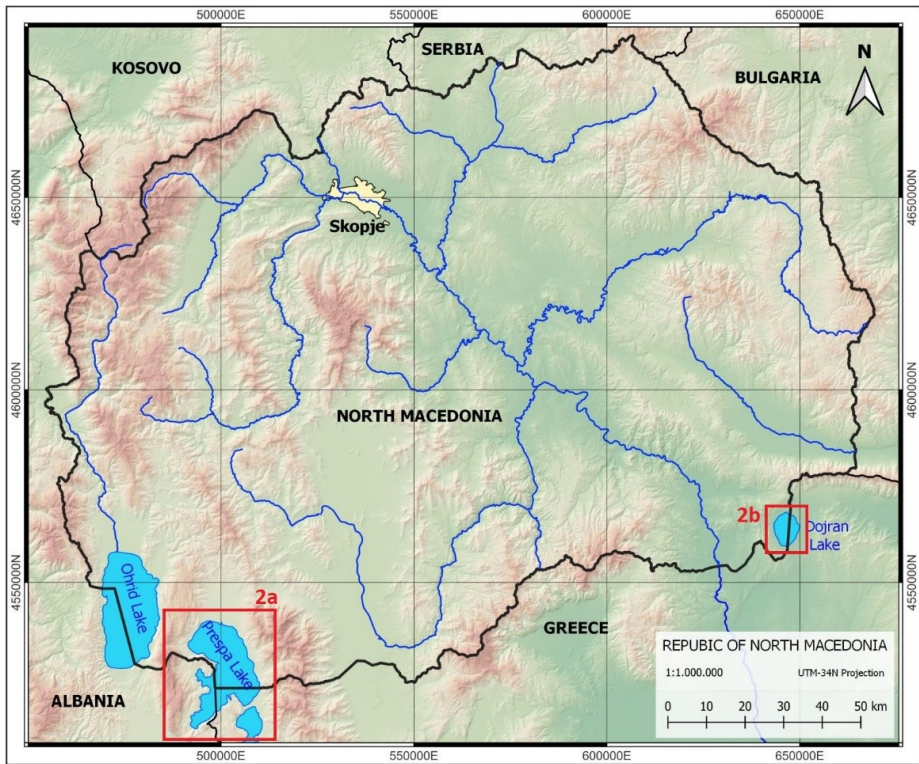 500000E
550000E
600000E
650000E
KOSOVO
SERBIA
BULGARIA
N
4650000N
4650000N
Skopje
4600000N
4600000N
NORTH MACEDONIA
2b
Dojran
Lake
4550000N
4550000N
Ohrid Lake
2a
Prespa Lake
GREECE
ALBANIA
REPUBIC OF NORTH MACEDONIA
1:1.000.000
UTM-34N Projection
0 10 20 30 40 50 km
500000E
550000E
600000E
650000E